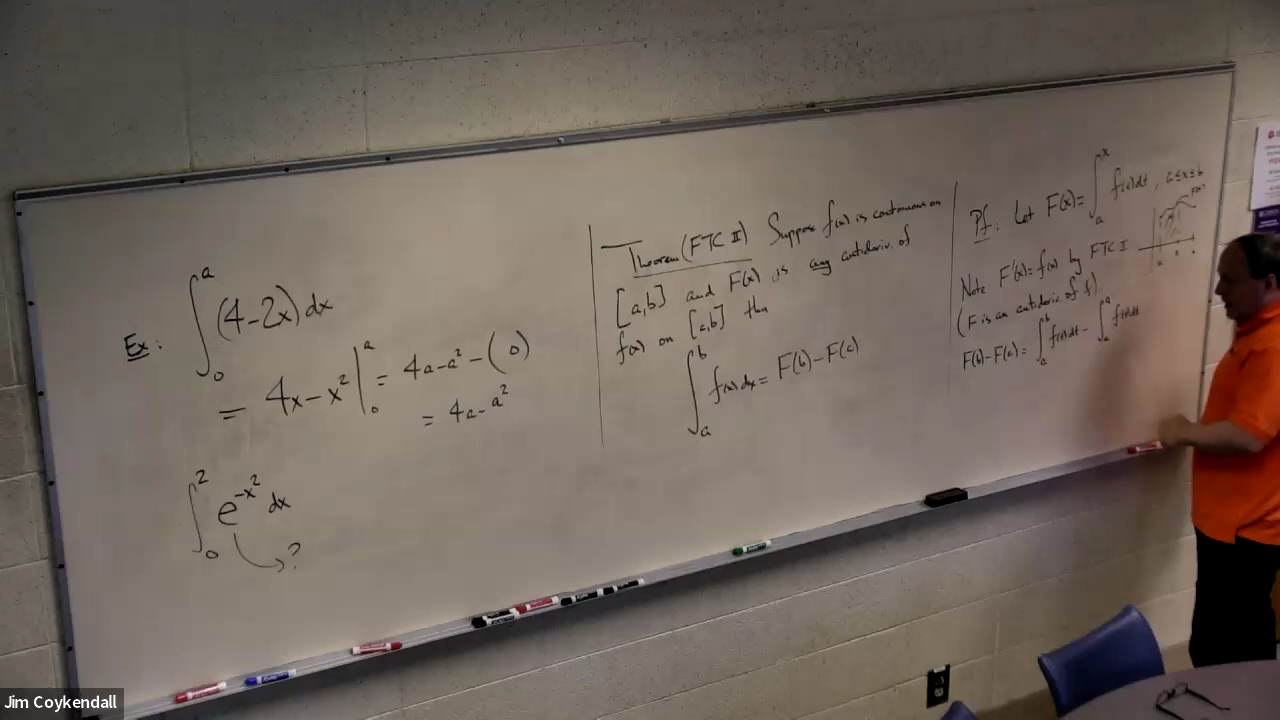 Ex:
∫₀ᵃ (4-2x) dx
= 4x-x² |₀ᵃ = 4a-a² - (0)
= 4a-a²
∫₀² e^{-x²} dx
→ ?
Theorem (FTC II) Suppose f(x) is continuous on
[a,b] and F(x) is any antideriv. of
f(x) on [a,b] then
∫ₐᵇ f(x) dx = F(b)-F(a)
Pf: Let F(x) = ∫ₐˣ f(t)dt, a≤x≤b
Note F'(x) = f(x) by FTC I
(F is an antideriv. of f).
F(b)-F(a) = ∫ₐᵇ f(t)dt - ∫ₐᵃ f(t)dt
Jim Coykendall